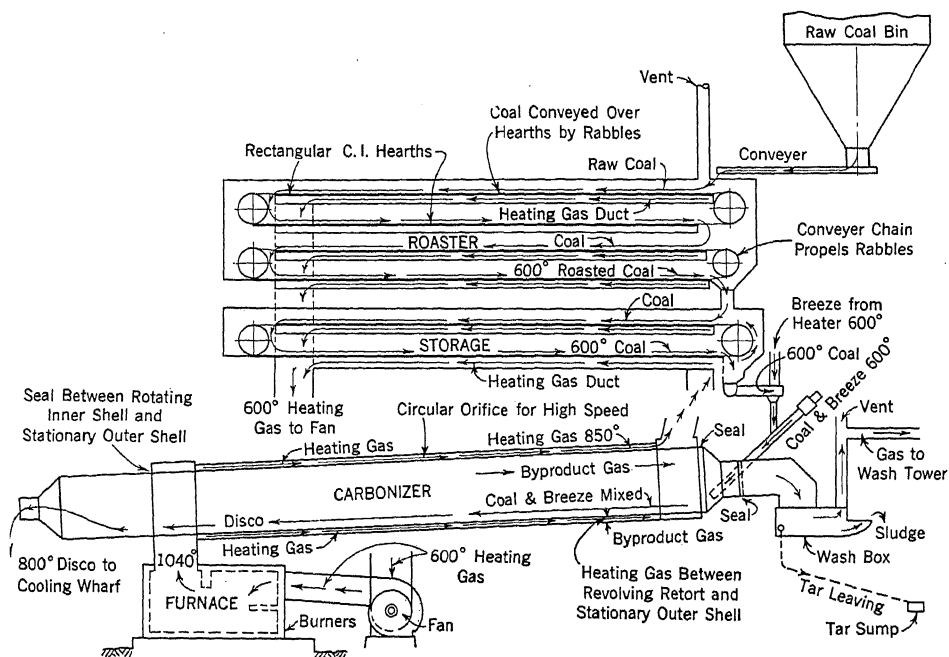 Raw Coal Bin
Vent
Coal Conveyed Over
Hearths by Rabbles
Conveyer
Rectangular C.I. Hearths
Raw Coal
Heating Gas Duct
ROASTER
Coal
Conveyer Chain
Propels Rabbles
600° Roasted Coal
Coal
Breeze from
Heater 600°
STORAGE
600° Coal
600° Coal
Coal & Breeze 600°
Heating Gas Duct
Seal Between Rotating
Inner Shell and
Stationary Outer Shell
600° Heating
Gas to Fan
Circular Orifice for High Speed
Vent
Heating Gas
Heating Gas 850°
Seal
Gas to
Wash Tower
Byproduct Gas
CARBONIZER
Coal & Breeze Mixed
Disco
Seal
Sludge
Heating Gas
Byproduct Gas
Wash Box
800° Disco to
Cooling Wharf
1040°
600° Heating
Gas
Heating Gas Between
Revolving Retort and
Stationary Outer Shell
FURNACE
Tar Leaving
Burners
Fan
Tar Sump